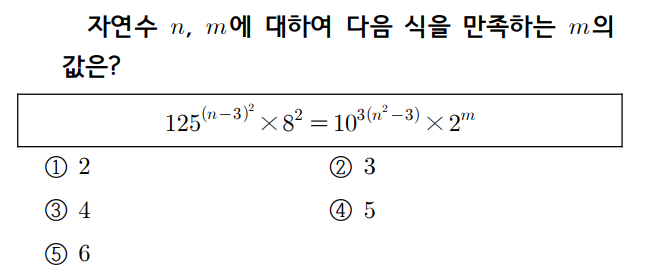 자연수 n, m에 대하여 다음 식을 만족하는 m의
값은?
125^{(n-3)^2} × 8^2 = 10^{3(n^2-3)} × 2^m
① 2 ② 3
③ 4 ④ 5
⑤ 6